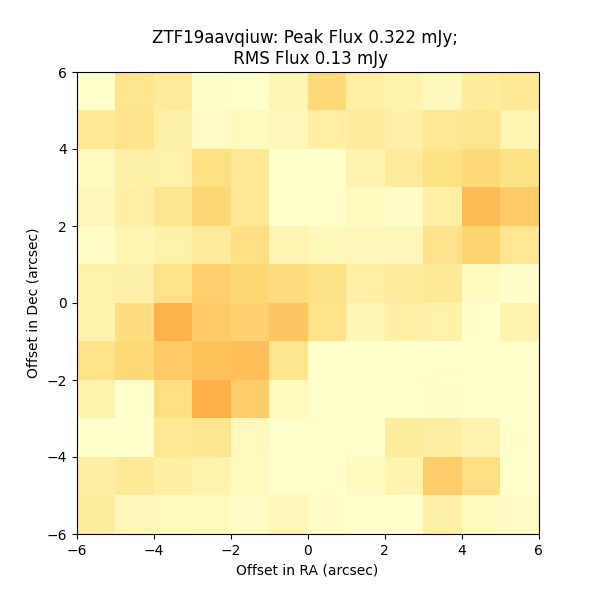 ZTF19aavqiuw: Peak Flux 0.322 mJy;
RMS Flux 0.13 mJy
6
4
2
0
−2
−4
−6
Offset in Dec (arcsec)
−6 −4 −2 0 2 4 6
Offset in RA (arcsec)